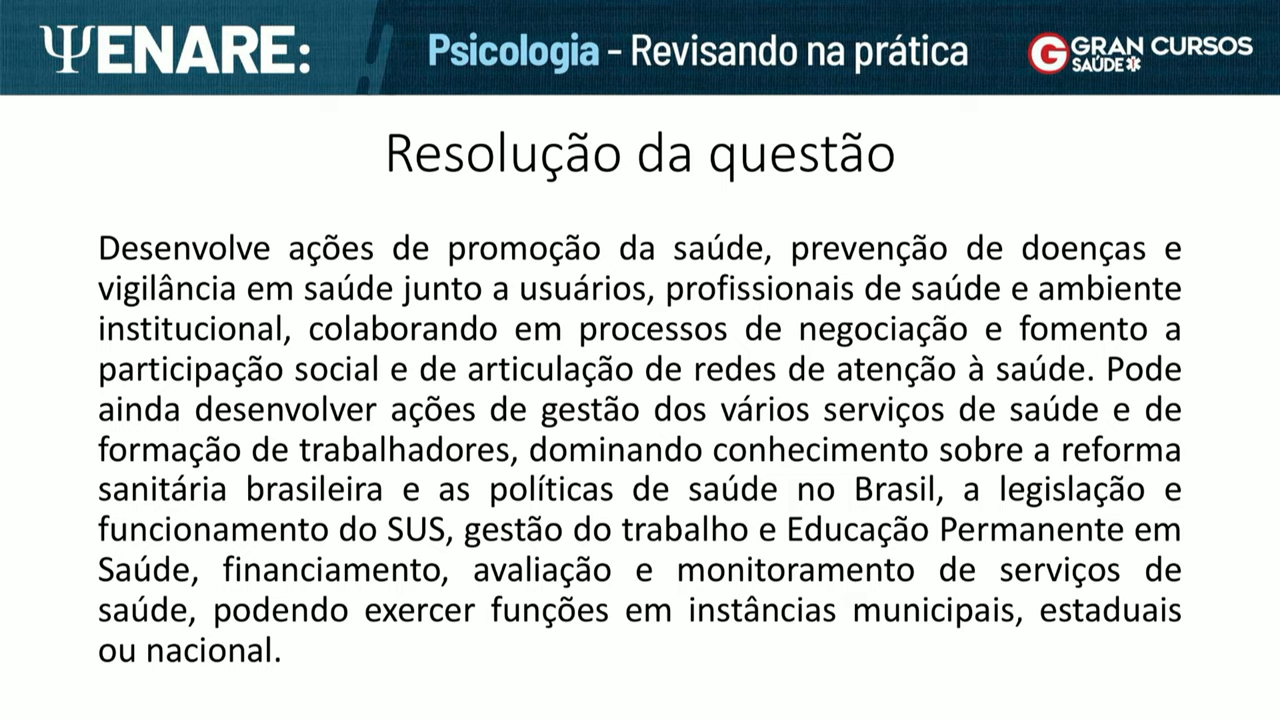 ΨENARE:
Psicologia - Revisando na prática
GRAN CURSOS
SAÚDE
Resolução da questão
Desenvolve ações de promoção da saúde, prevenção de doenças e
vigilância em saúde junto a usuários, profissionais de saúde e ambiente
institucional, colaborando em processos de negociação e fomento a
participação social e de articulação de redes de atenção à saúde. Pode
ainda desenvolver ações de gestão dos vários serviços de saúde e de
formação de trabalhadores, dominando conhecimento sobre a reforma
sanitária brasileira e as políticas de saúde no Brasil, a legislação e
funcionamento do SUS, gestão do trabalho e Educação Permanente em
Saúde, financiamento, avaliação e monitoramento de serviços de
saúde, podendo exercer funções em instâncias municipais, estaduais
ou nacional.